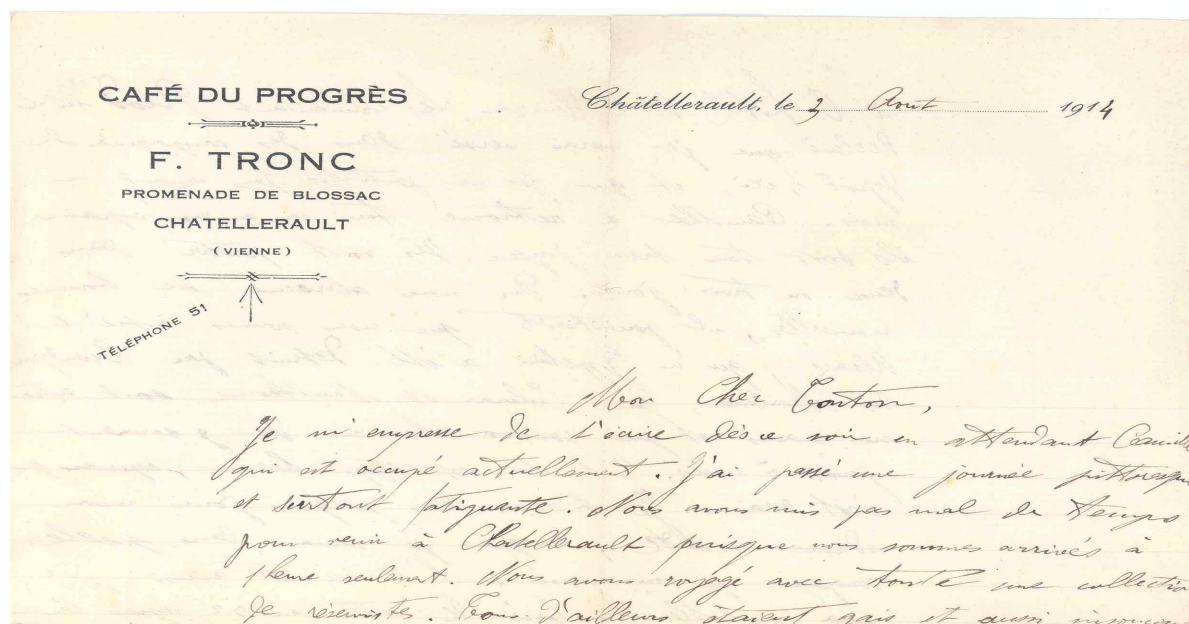 CAFÉ DU PROGRÈS
F. TRONC
PROMENADE DE BLOSSAC
CHATELLERAULT
(VIENNE)
TÉLÉPHONE 51
Châtellerault, le 3 Aout 1914
Mon Cher Tonton,
Je m'empresse de t'écrire dès ce soir en attendant Camille
qui est occupé actuellement. J'ai passé une journée pittoresque
et surtout fatiguante. Nous avons mis pas mal de temps
pour venir à Chatellerault puisque nous sommes arrivés à
1 heure seulement. Nous avons voyagé avec toute une collection
de réservistes. Tous d'ailleurs étaient gais et aussi